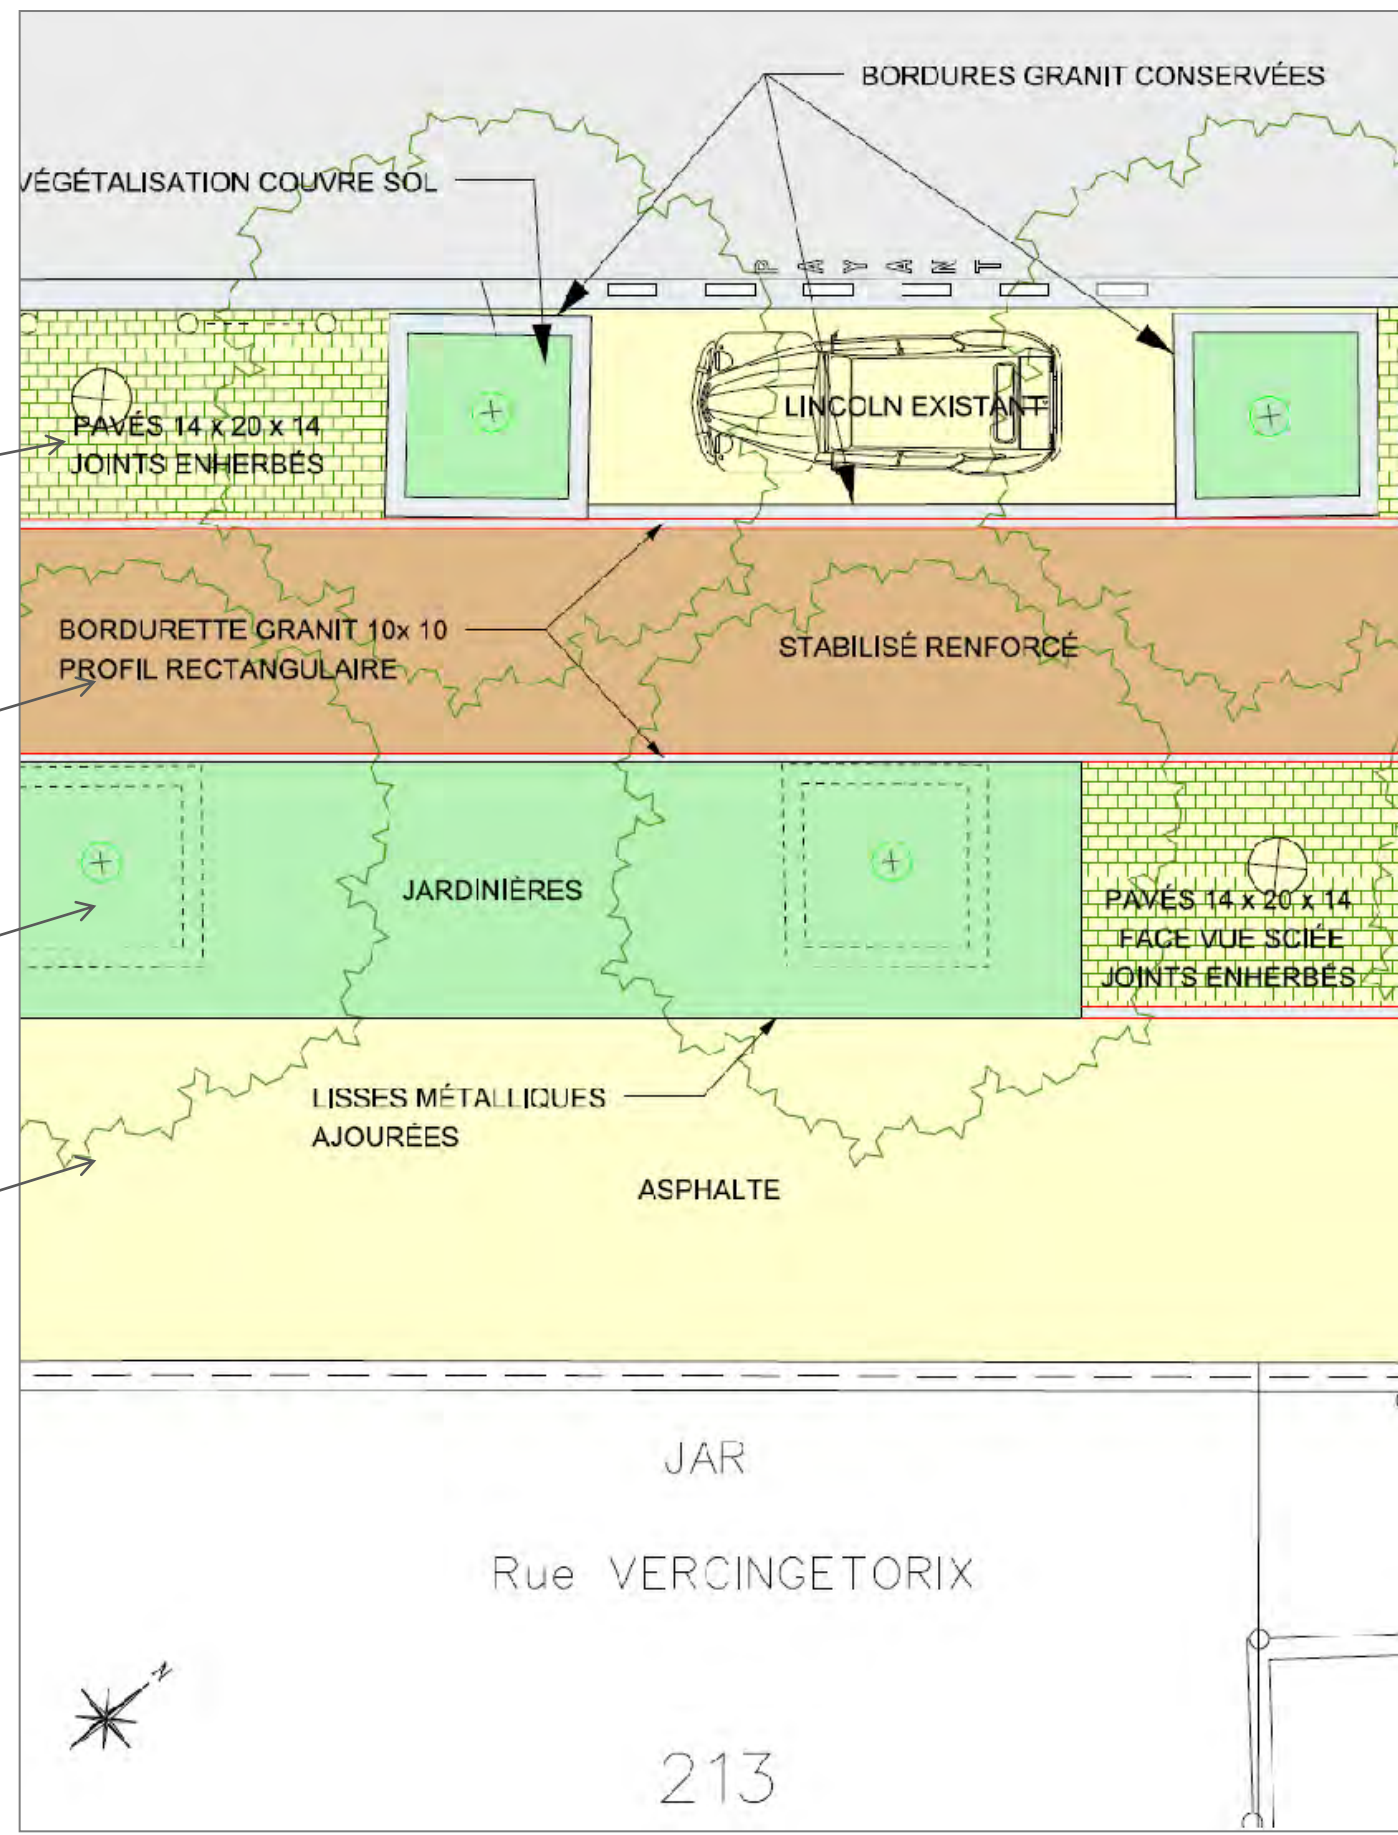 BORDURES GRANIT CONSERVÉES
VÉGÉTALISATION COUVRE SOL
PAYANT
LINCOLN EXISTANT
PAVÉS 14 x 20 x 14
JOINTS ENHERBÉS
BORDURETTE GRANIT 10x 10
PROFIL RECTANGULAIRE
STABILISÉ RENFORCÉ
JARDINIÈRES
PAVÉS 14 x 20 x 14
FACE VUE SCIÉE
JOINTS ENHERBÉS
LISSES MÉTALLIQUES
AJOURÉES
ASPHALTE
JAR
Rue VERCINGETORIX
N
213